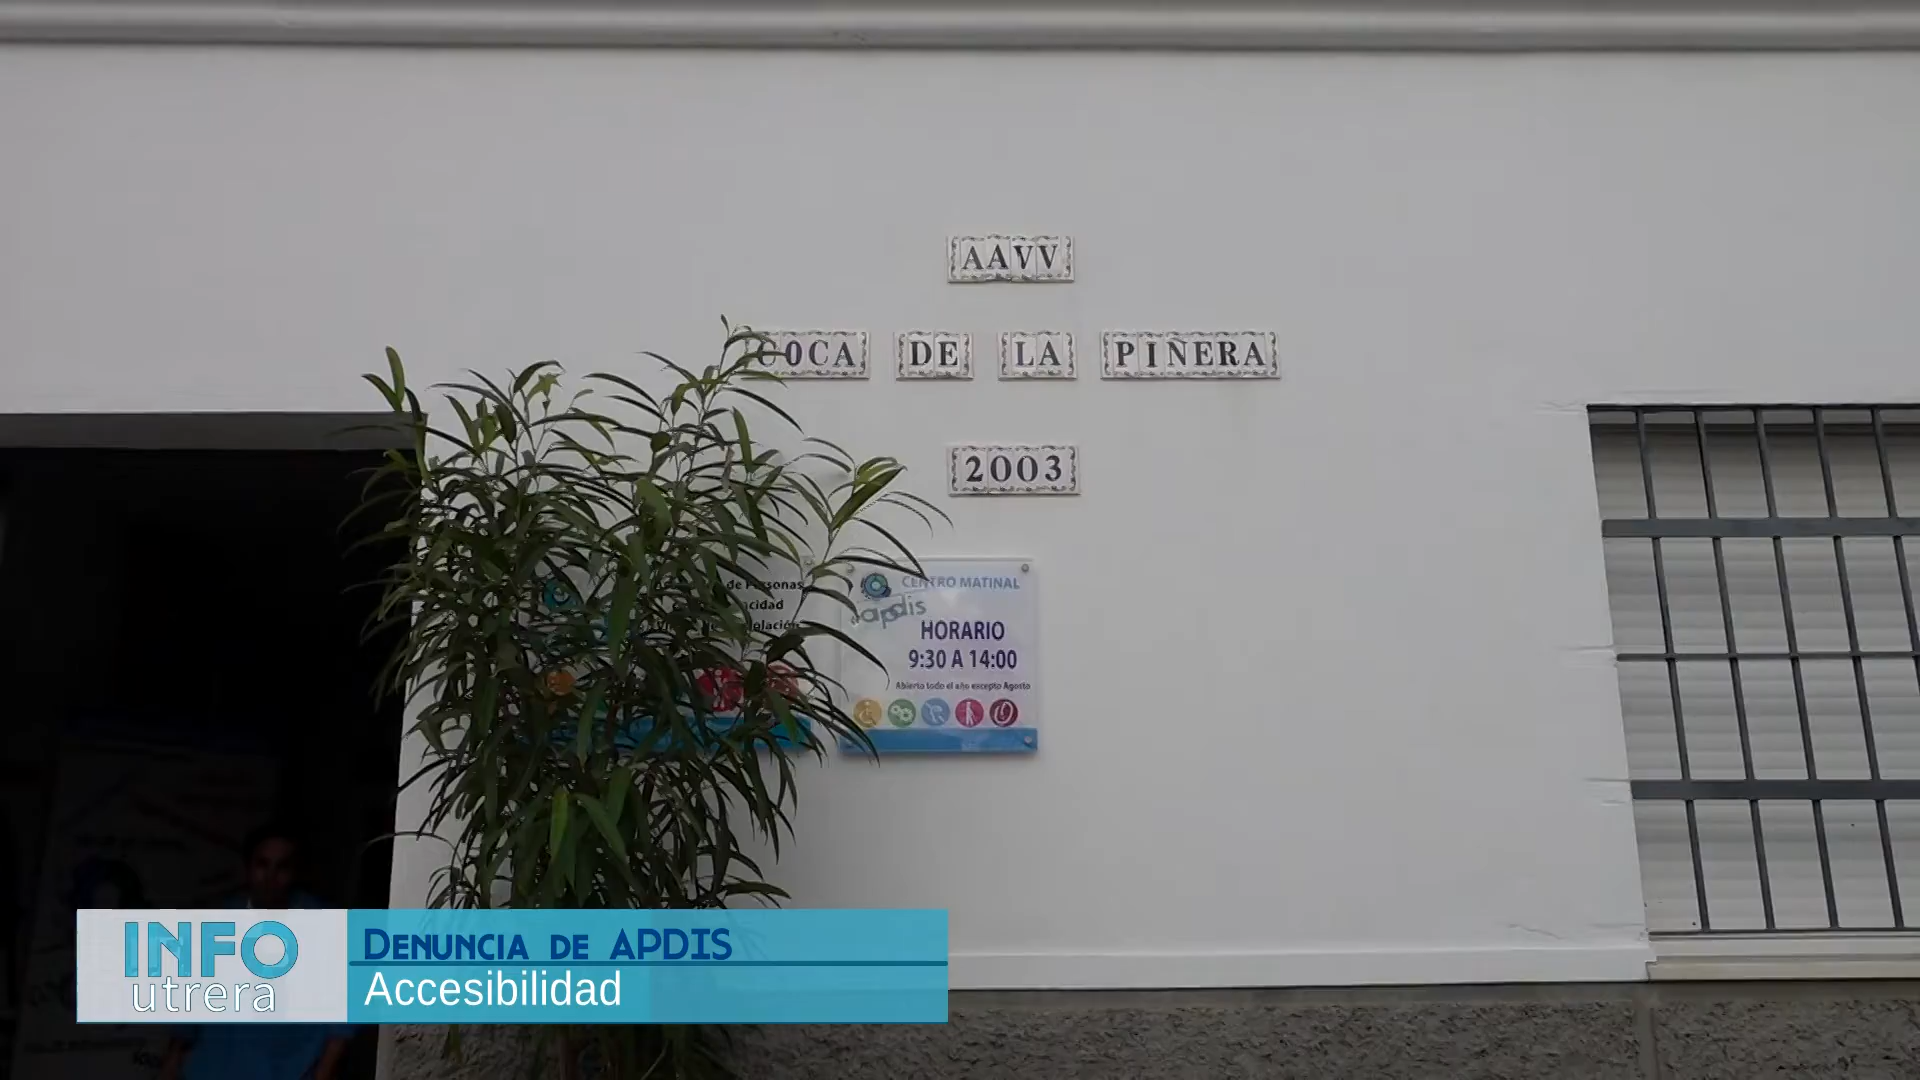 AAVV
COCA DE LA PIÑERA
2003
de Personas
CENTRO MATINAL
apdis
HORARIO
9:30 A 14:00
Abierto todo el año excepto Agosto
INFO
utrera
DENUNCIA DE APDIS
Accesibilidad